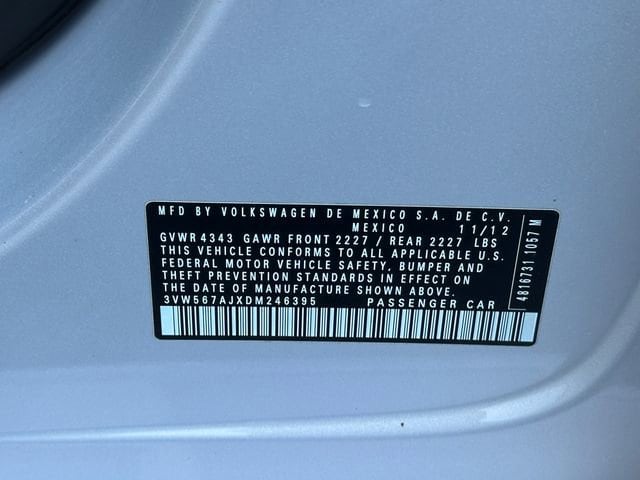 MFD BY VOLKSWAGEN DE MEXICO S.A. DE C.V.
MEXICO 11/12
GVWR 4343 GAWR FRONT 2227 / REAR 2227 LBS
THIS VEHICLE CONFORMS TO ALL APPLICABLE U.S.
FEDERAL MOTOR VEHICLE SAFETY, BUMPER AND
THEFT PREVENTION STANDARDS IN EFFECT ON
THE DATE OF MANUFACTURE SHOWN ABOVE.
3VW567AJXDM246395 PASSENGER CAR
4816731 1057 M